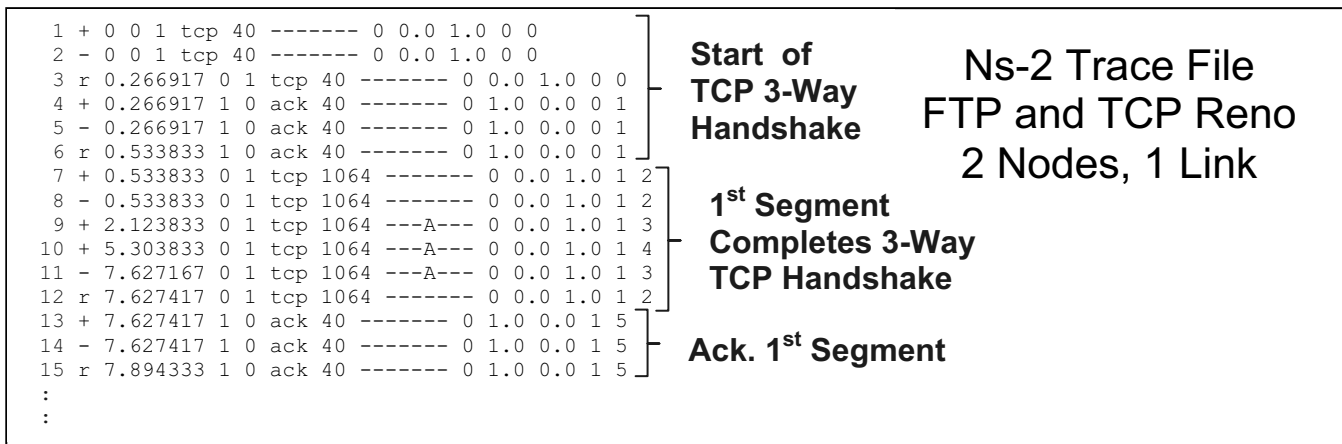 1 + 0 0 1 tcp 40 ------- 0 0.0 1.0 0 0
2 - 0 0 1 tcp 40 ------- 0 0.0 1.0 0 0
3 r 0.266917 0 1 tcp 40 ------- 0 0.0 1.0 0 0
4 + 0.266917 1 0 ack 40 ------- 0 1.0 0.0 0 1
5 - 0.266917 1 0 ack 40 ------- 0 1.0 0.0 0 1
6 r 0.533833 1 0 ack 40 ------- 0 1.0 0.0 0 1
Start of
TCP 3-Way
Handshake
7 + 0.533833 0 1 tcp 1064 ------- 0 0.0 1.0 1 2
8 - 0.533833 0 1 tcp 1064 ------- 0 0.0 1.0 1 2
9 + 2.123833 0 1 tcp 1064 ---A--- 0 0.0 1.0 1 3
10 + 5.303833 0 1 tcp 1064 ---A--- 0 0.0 1.0 1 4
11 - 7.627167 0 1 tcp 1064 ---A--- 0 0.0 1.0 1 3
12 r 7.627417 0 1 tcp 1064 ------- 0 0.0 1.0 1 2
1st Segment
Completes 3-Way
TCP Handshake
13 + 7.627417 1 0 ack 40 ------- 0 1.0 0.0 1 5
14 - 7.627417 1 0 ack 40 ------- 0 1.0 0.0 1 5
15 r 7.894333 1 0 ack 40 ------- 0 1.0 0.0 1 5
Ack. 1st Segment
:
:
Ns-2 Trace File
FTP and TCP Reno
2 Nodes, 1 Link